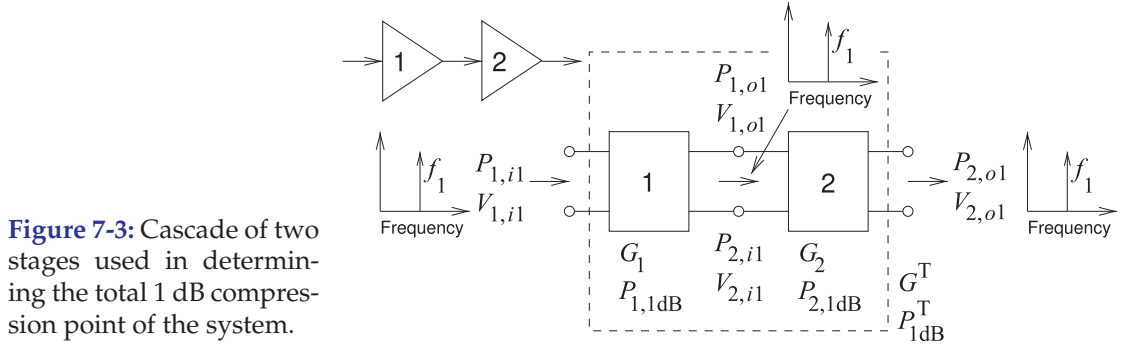 1
2
P1,o1
V1,o1
f1
Frequency
f1
Frequency
P1,i1
V1,i1
1
2
P2,o1
V2,o1
f1
Frequency
G1
P1,1dB
P2,i1
V2,i1
G2
P2,1dB
G^T
P^T_1dB
Figure 7-3: Cascade of two
stages used in determin-
ing the total 1 dB compres-
sion point of the system.